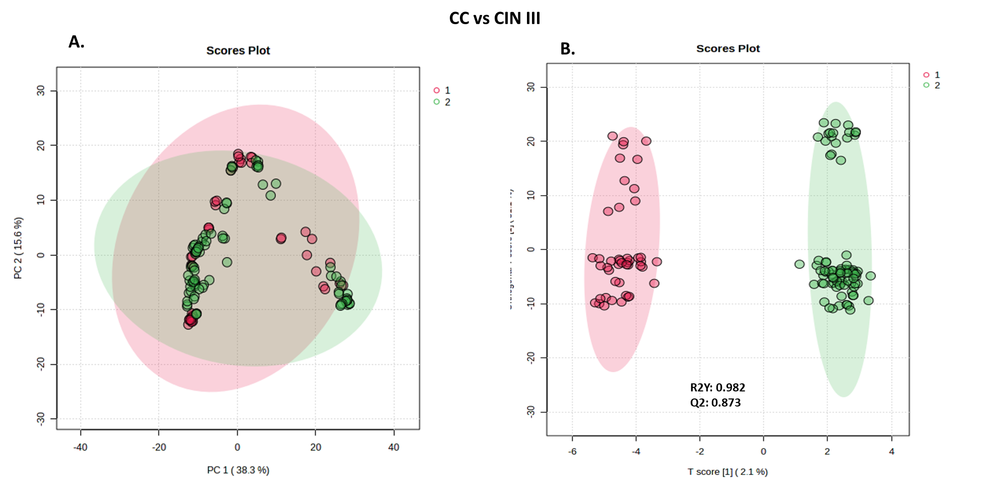 CC vs CIN III
A.
Scores Plot
30
20
10
0
-10
-20
-30
PC 2 ( 15.6 %)
-40
-20
0
20
40
PC 1 ( 38.3 %)
1
2
B.
Scores Plot
30
20
10
0
-10
-20
-30
R2Y: 0.982
Q2: 0.873
-6
-4
-2
0
2
4
T score [1] ( 2.1 %)
1
2